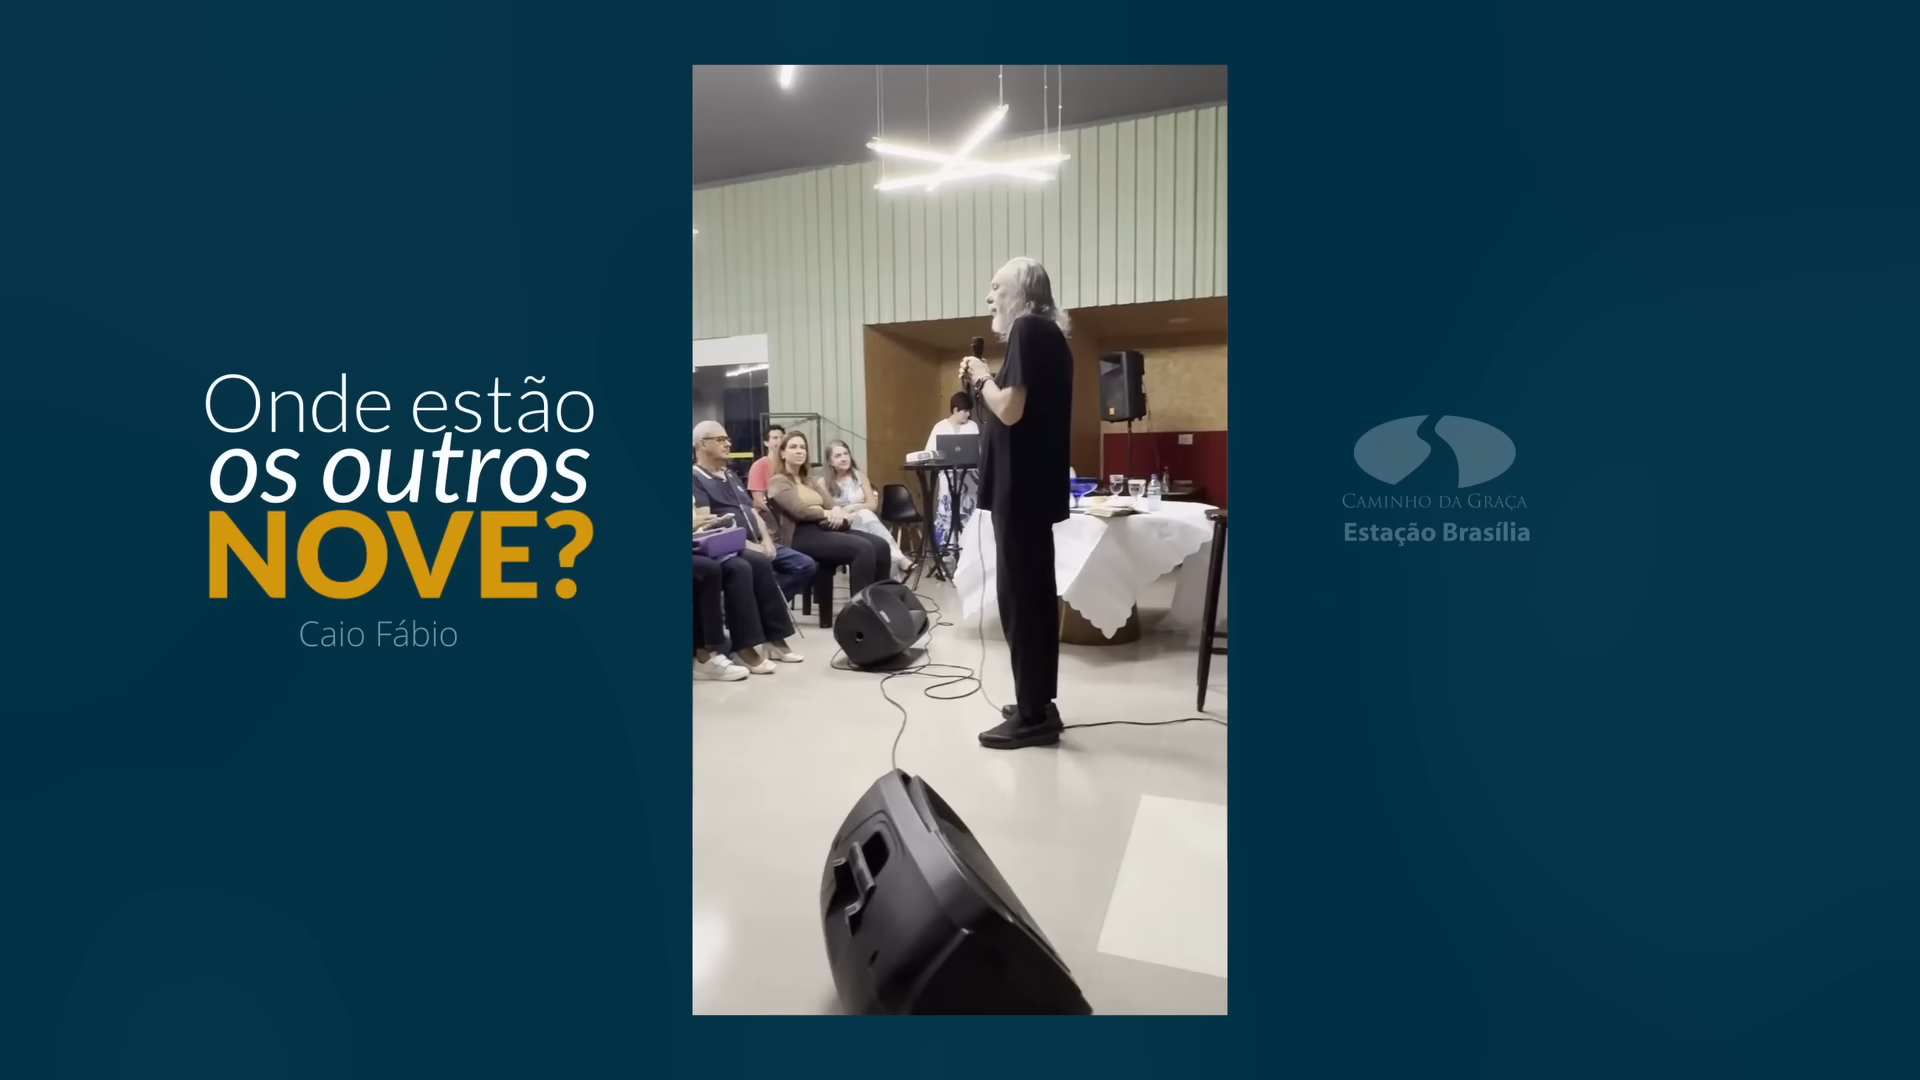 Onde estão
os outros
NOVE?
Caio Fábio
CAMINHO DA GRAÇA
Estação Brasília